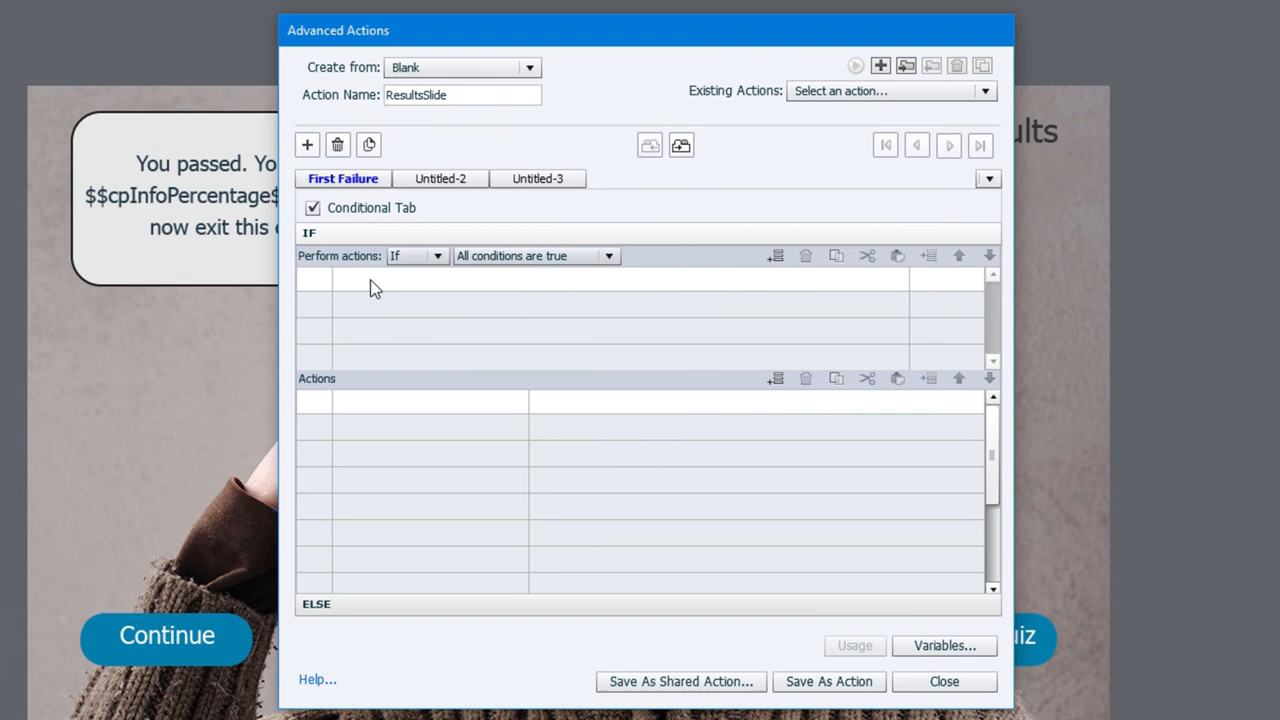 Advanced Actions
Create from: Blank
Action Name: ResultsSlide
Existing Actions: Select an action...
First Failure Untitled-2 Untitled-3
Conditional Tab
IF
Perform actions: If All conditions are true
Actions
ELSE
Usage Variables...
Help...
Save As Shared Action... Save As Action Close
You passed. Yo
$$cpInfoPercentage$
now exit this
ults
Continue
iz